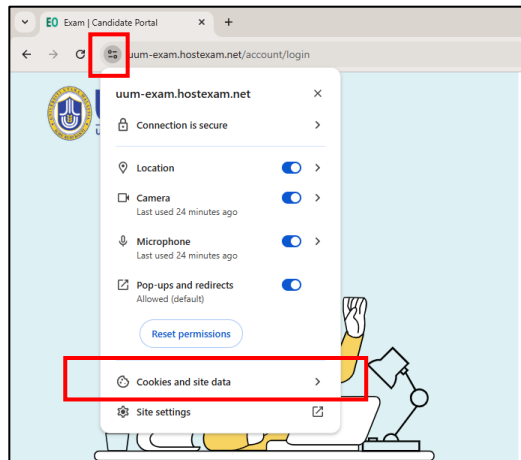 EO Exam | Candidate Portal
uum-exam.hostexam.net/account/login
uum-exam.hostexam.net
Connection is secure
Location
Camera
Last used 24 minutes ago
Microphone
Last used 24 minutes ago
Pop-ups and redirects
Allowed (default)
Reset permissions
Cookies and site data
Site settings